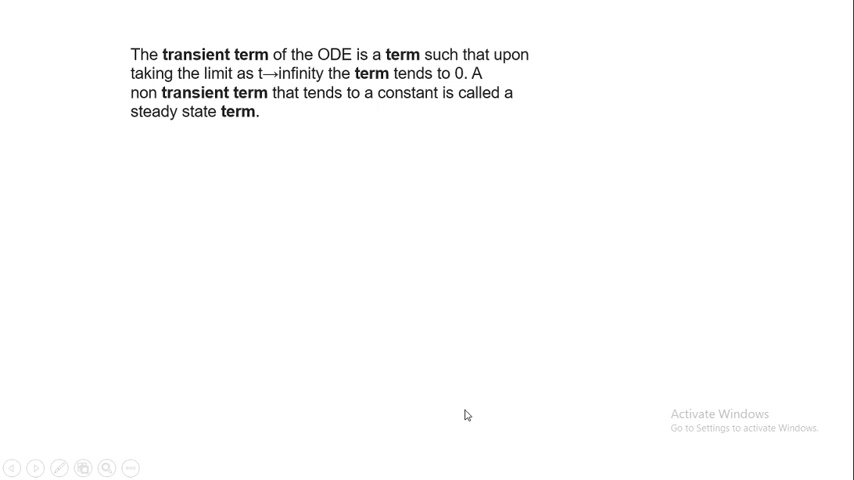 The transient term of the ODE is a term such that upon
taking the limit as t→infinity the term tends to 0. A
non transient term that tends to a constant is called a
steady state term.
Activate Windows
Go to Settings to activate Windows.